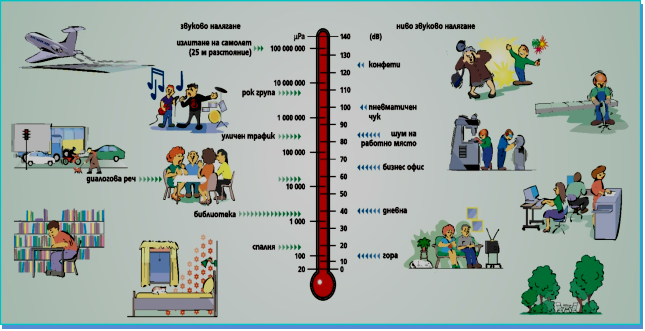 звуково налягане
ниво звуково налягане
µPa
140
(dB)
излитане на самолет
(25 м разстояние)
100 000 000
130
конфети
120
10 000 000
рок група
110
1 000 000
100
пневматичен
чук
90
уличен трафик
шум на
работно място
80
100 000
70
бизнес офис
60
диалогова реч
10 000
50
библиотека
40
дневна
1 000
30
20
спалня
100
10
гора
20
0